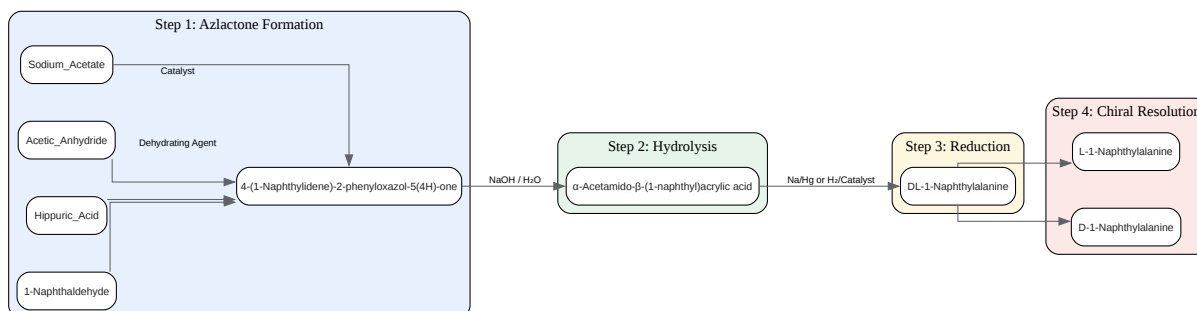 Step 1: Azlactone Formation
Sodium_Acetate
Catalyst
Acetic_Anhydride
Dehydrating Agent
Hippuric_Acid
1-Naphthaldehyde
4-(1-Naphthylidene)-2-phenyloxazol-5(4H)-one
NaOH / H₂O
Step 2: Hydrolysis
α-Acetamido-β-(1-naphthyl)acrylic acid
Na/Hg or H₂/Catalyst
Step 3: Reduction
DL-1-Naphthylalanine
Step 4: Chiral Resolution
L-1-Naphthylalanine
D-1-Naphthylalanine